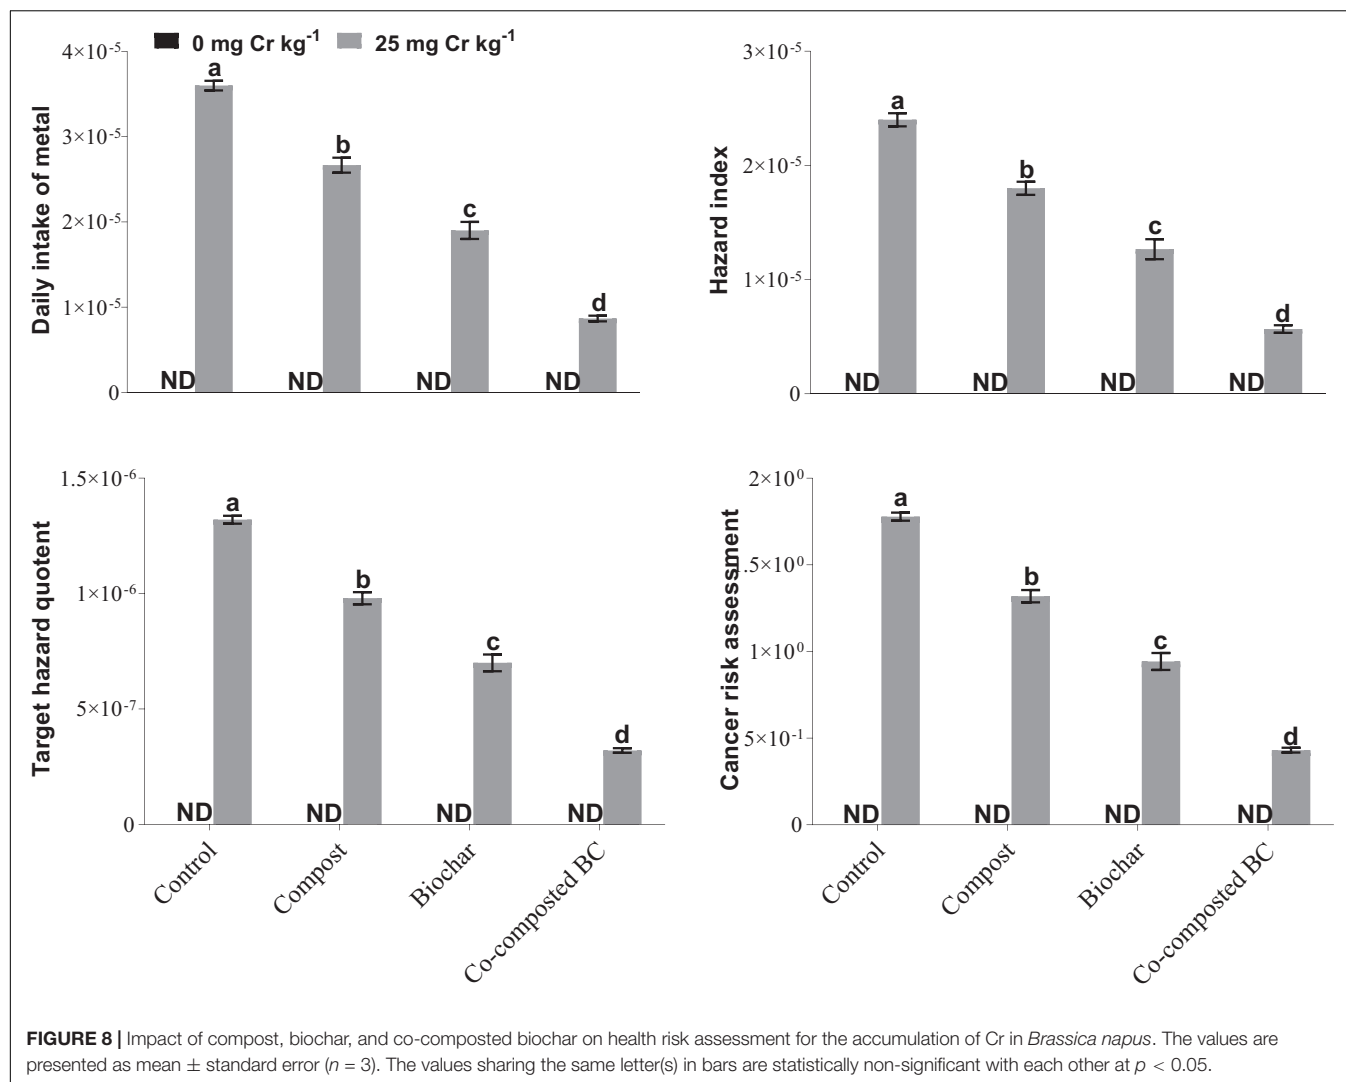 0 mg Cr kg⁻¹ 25 mg Cr kg⁻¹
Daily intake of metal
4×10⁻⁵
3×10⁻⁵
2×10⁻⁵
1×10⁻⁵
0
a
b
c
d
ND ND ND ND
Hazard index
3×10⁻⁵
2×10⁻⁵
1×10⁻⁵
0
a
b
c
d
ND ND ND ND
Target hazard quotent
1.5×10⁻⁶
1×10⁻⁶
5×10⁻⁷
0
a
b
c
d
ND ND ND ND
Control
Compost
Biochar
Co-composted BC
Cancer risk assessment
2×10⁰
1.5×10⁰
1×10⁰
5×10⁻¹
0
a
b
c
d
ND ND ND ND
Control
Compost
Biochar
Co-composted BC
FIGURE 8 | Impact of compost, biochar, and co-composted biochar on health risk assessment for the accumulation of Cr in Brassica napus. The values are
presented as mean ± standard error (n = 3). The values sharing the same letter(s) in bars are statistically non-significant with each other at p < 0.05.